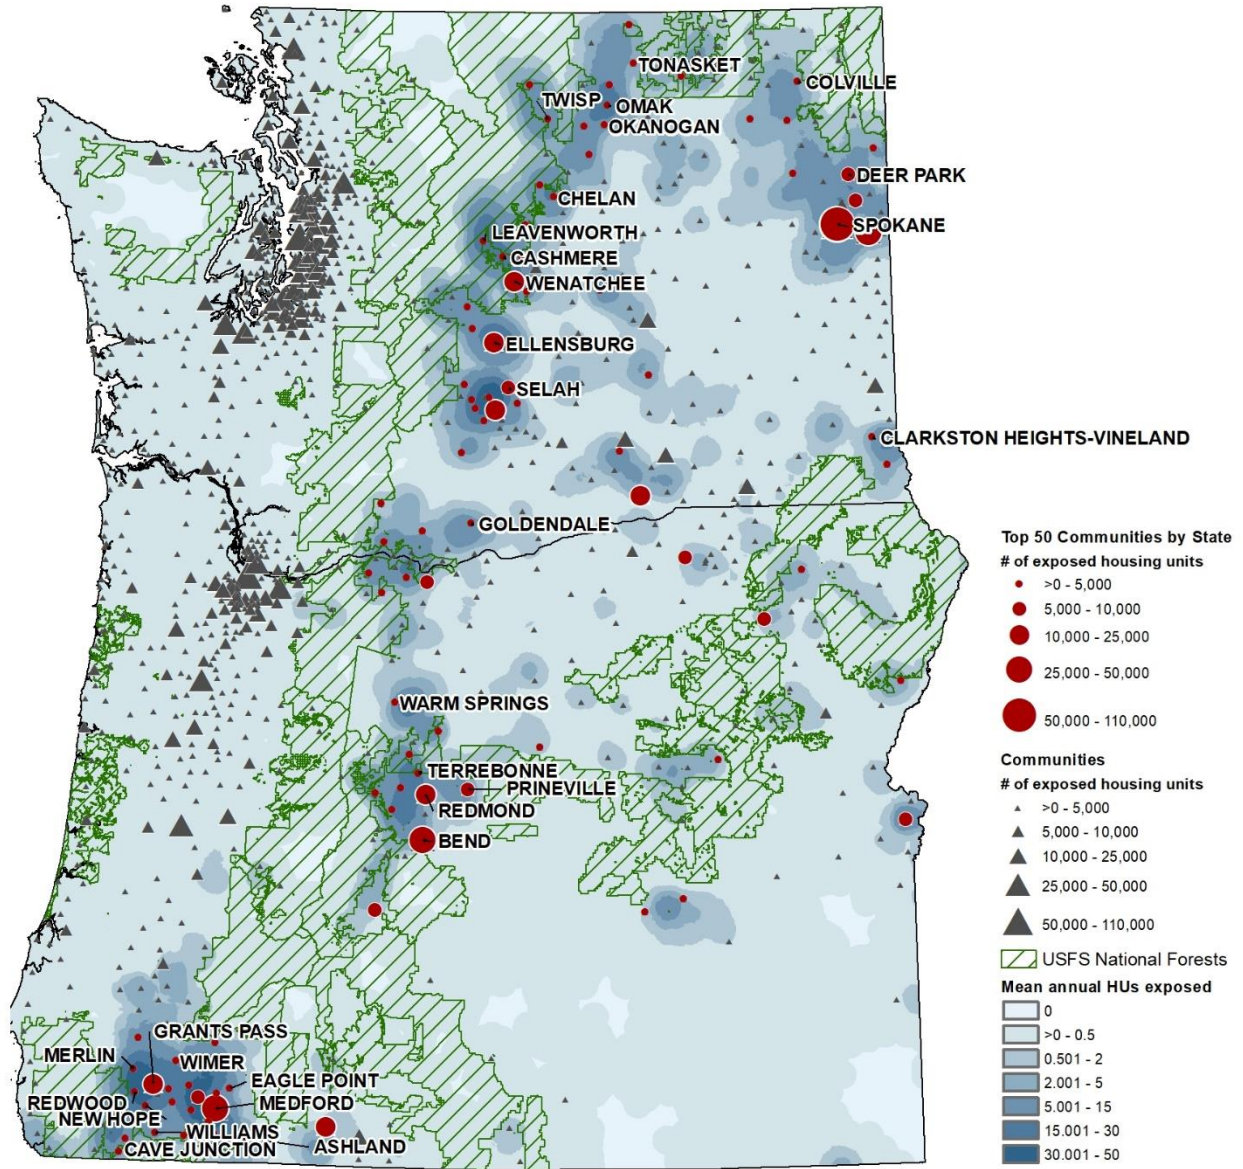 TONASKET
COLVILLE
TWISP
OMAK
OKANOGAN
DEER PARK
CHELAN
SPOKANE
LEAVENWORTH
CASHMERE
WENATCHEE
ELLENSBURG
SELAH
CLARKSTON HEIGHTS-VINELAND
GOLDENDALE
WARM SPRINGS
TERREBONNE
PRINEVILLE
REDMOND
BEND
GRANTS PASS
MERLIN
WIMER
EAGLE POINT
REDWOOD
MEDFORD
NEW HOPE
WILLIAMS
ASHLAND
CAVE JUNCTION
Top 50 Communities by State
# of exposed housing units
>0 - 5,000
5,000 - 10,000
10,000 - 25,000
25,000 - 50,000
50,000 - 110,000
Communities
# of exposed housing units
>0 - 5,000
5,000 - 10,000
10,000 - 25,000
25,000 - 50,000
50,000 - 110,000
USFS National Forests
Mean annual HUs exposed
0
>0 - 0.5
0.501 - 2
2.001 - 5
5.001 - 15
15.001 - 30
30.001 - 50